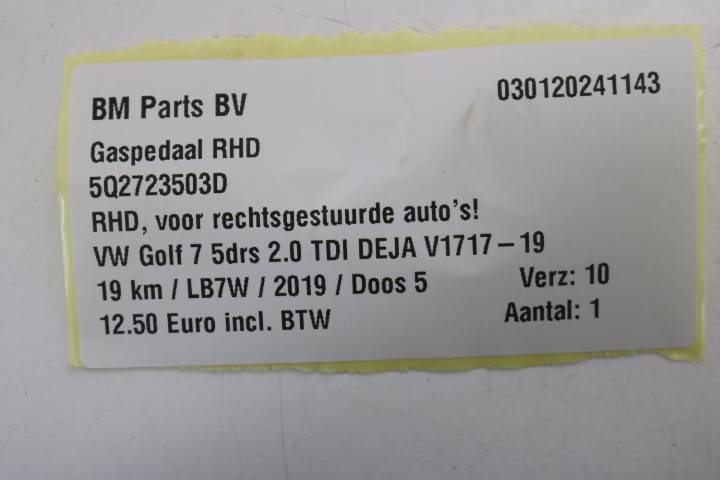 BM Parts BV 030120241143
Gaspedaal RHD
5Q2723503D
RHD, voor rechtsgestuurde auto's!
VW Golf 7 5drs 2.0 TDI DEJA V1717 – 19
19 km / LB7W / 2019 / Doos 5 Verz: 10
12.50 Euro incl. BTW Aantal: 1